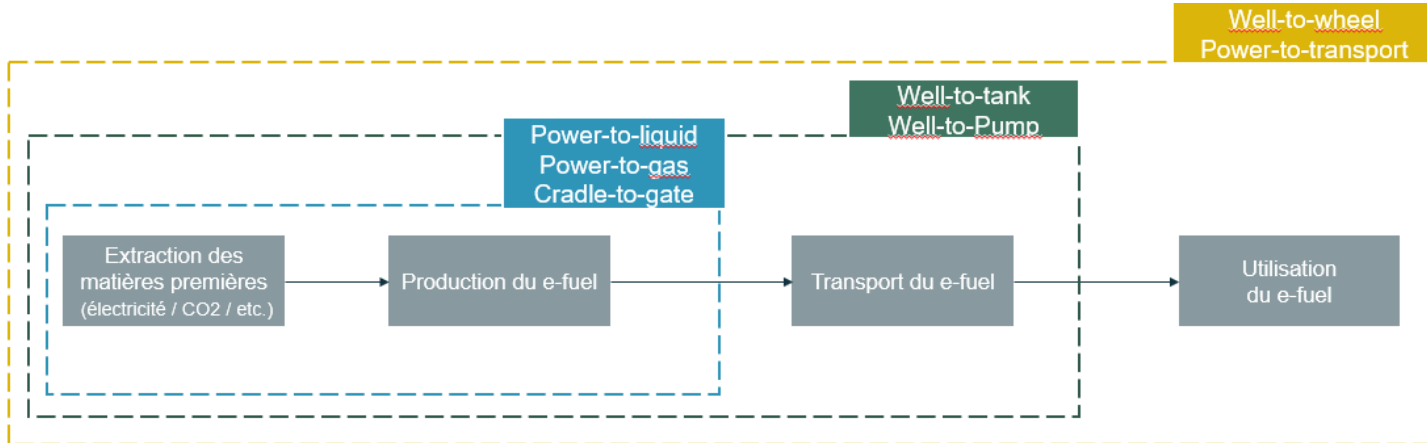 Well-to-wheel
Power-to-transport
Well-to-tank
Well-to-Pump
Power-to-liquid
Power-to-gas
Cradle-to-gate
Extraction des
matières premières
(électricité / CO2 / etc.)
Production du e-fuel
Transport du e-fuel
Utilisation
du e-fuel